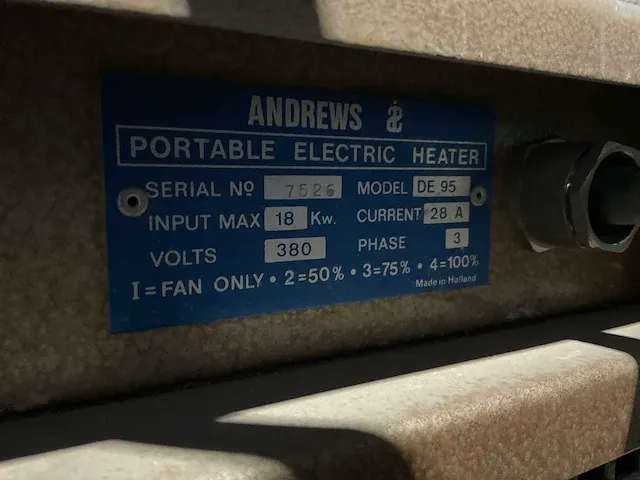 ANDREWS
PORTABLE ELECTRIC HEATER
SERIAL Nº 7526 MODEL DE 95
INPUT MAX 18 Kw. CURRENT 28 A
VOLTS 380 PHASE 3
1=FAN ONLY • 2=50% • 3=75% • 4=100%
Made in Holland